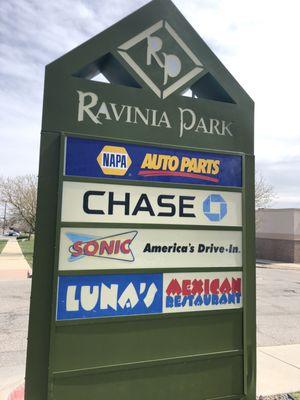 RP
RAVINIA PARK
NAPA AUTO PARTS
CHASE
SONIC America's Drive-In.
LUNA'S MEXICAN
RESTAURANT